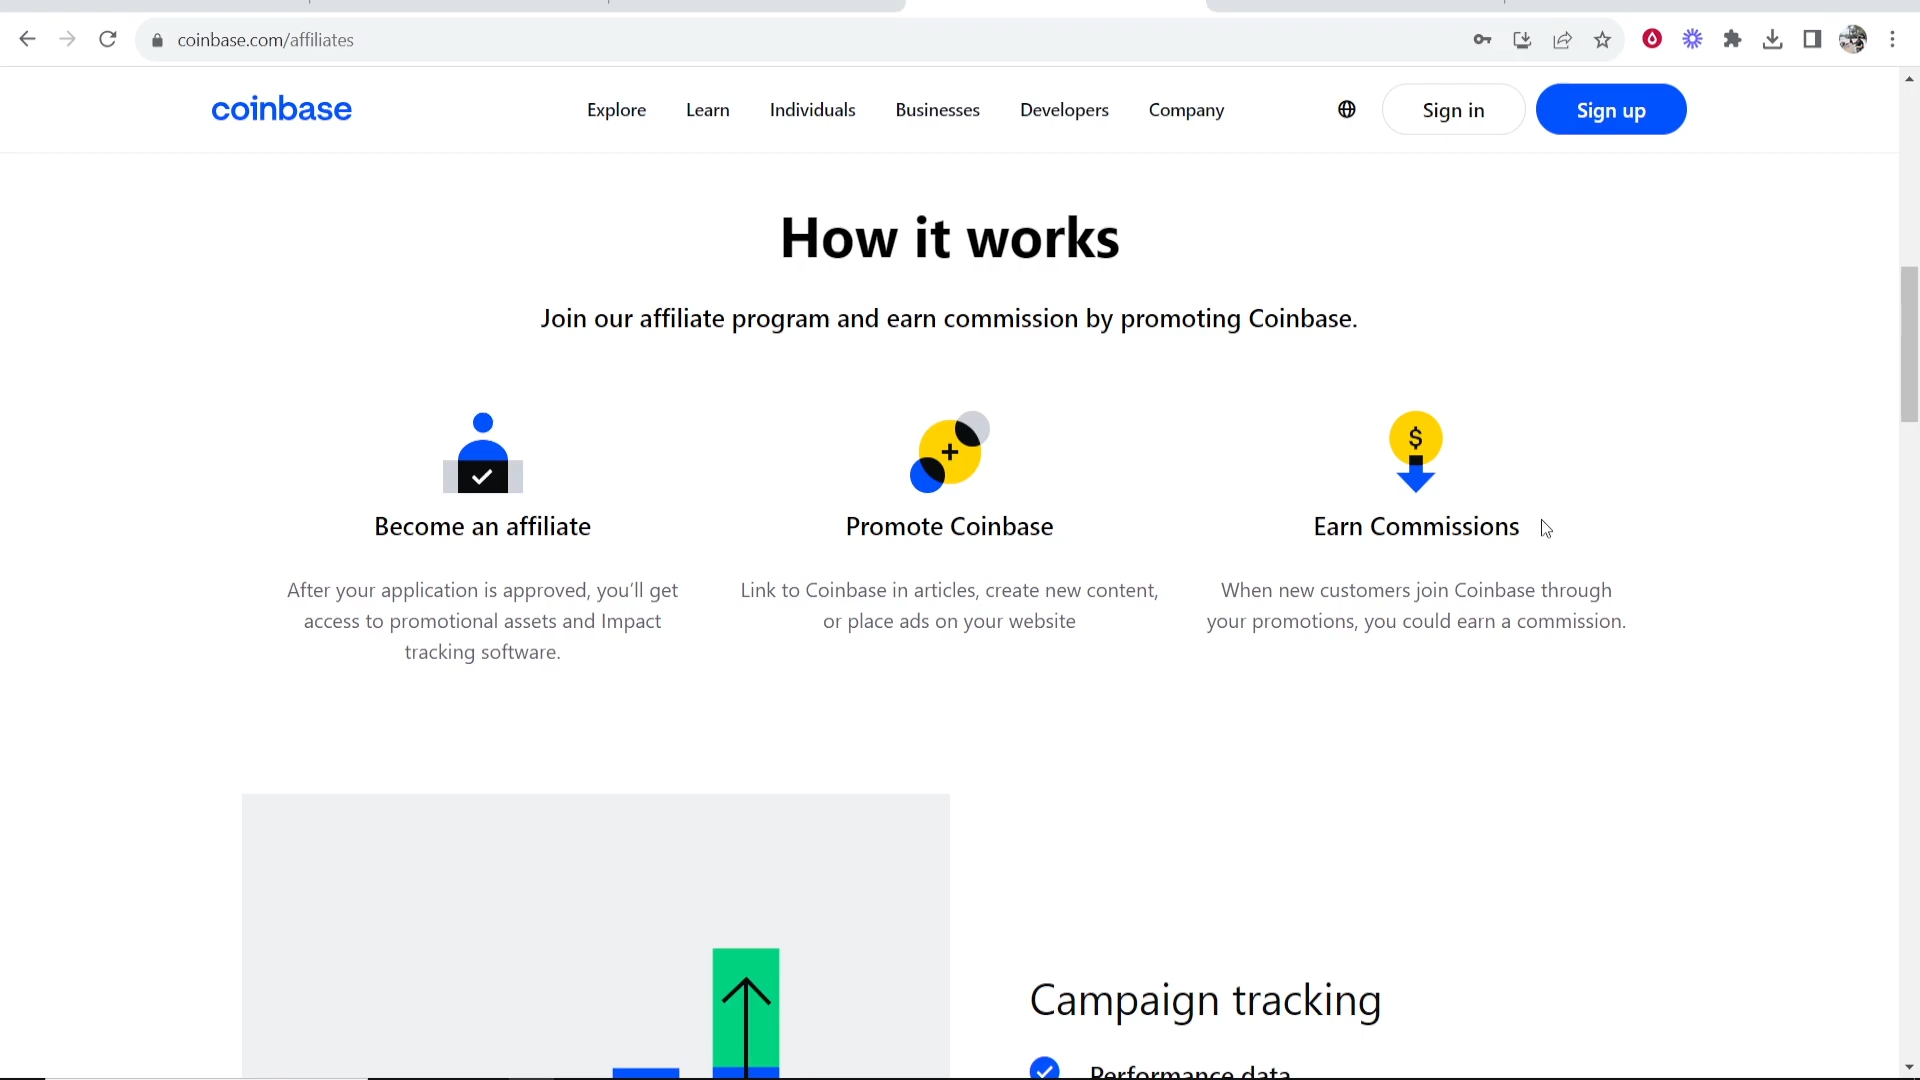 coinbase.com/affiliates
coinbase
Explore
Learn
Individuals
Businesses
Developers
Company
Sign in
Sign up
How it works
Join our affiliate program and earn commission by promoting Coinbase.
$
Become an affiliate
After your application is approved, you’ll get
access to promotional assets and Impact
tracking software.
Promote Coinbase
Link to Coinbase in articles, create new content,
or place ads on your website
Earn Commissions
When new customers join Coinbase through
your promotions, you could earn a commission.
Campaign tracking
Performance data